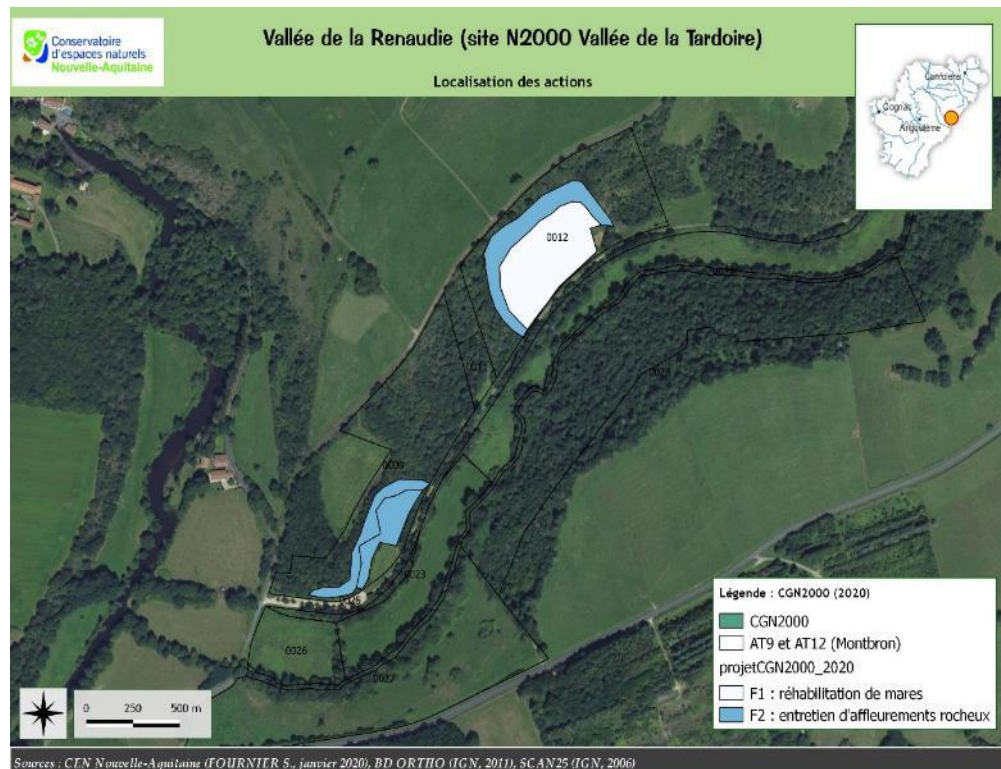 Conservatoire
d'espaces naturels
Nouvelle-Aquitaine
Vallée de la Renaudie (site N2000 Vallée de la Tardoire)
Localisation des actions
Cognac
Angoulême
0012
0028
0009
0023
0026
0027
Légende : CGN2000 (2020)
CGN2000
AT9 et AT12 (Montbron)
projetCGN2000_2020
F1 : réhabilitation de mares
F2 : entretien d'affleurements rocheux
0 250 500 m
Sources : CEN Nouvelle-Aquitaine (FOURNIER S., janvier 2020), BD ORTHO (IGN, 2011), SCAN25 (IGN, 2006)